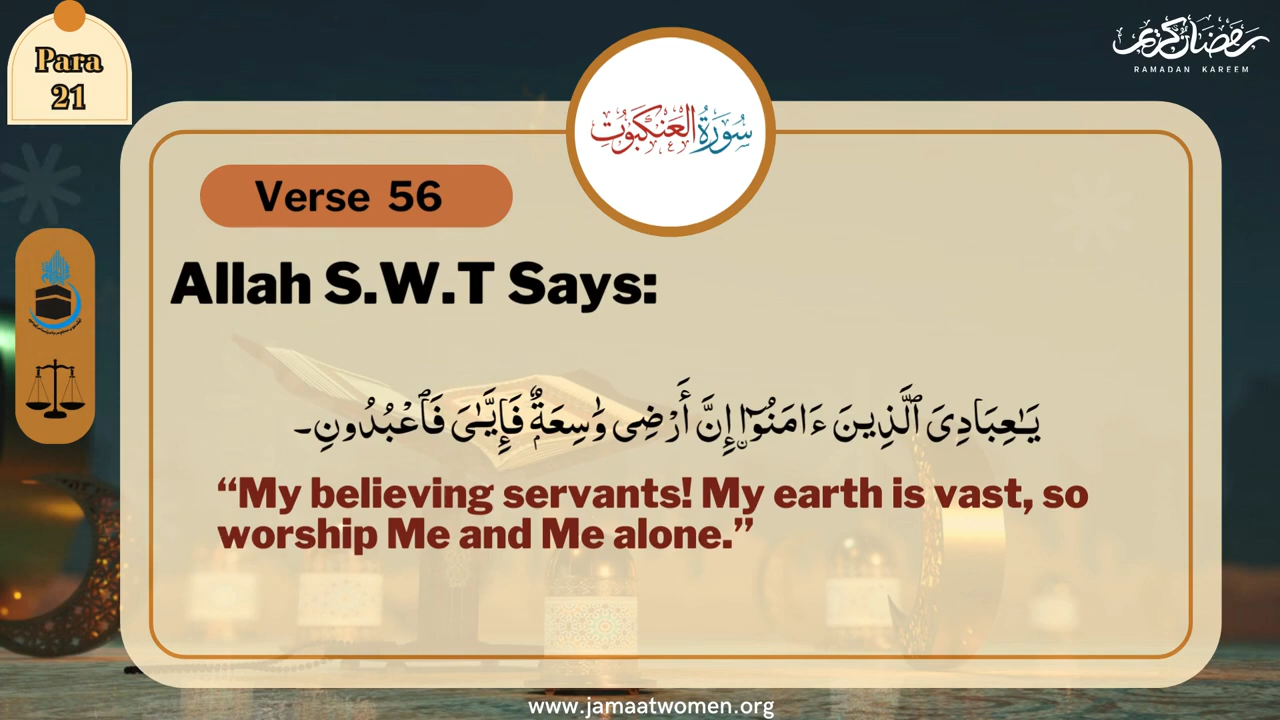 Para
21
رمضان كريم
RAMADAN KAREEM
سُورَةُ العَنكَبُوتِ
Verse 56
Allah S.W.T Says:
يَـٰعِبَادِىَ ٱلَّذِينَ ءَامَنُوٓا۟ إِنَّ أَرْضِى وَٰسِعَةٌۭ فَإِيَّـٰىَ فَٱعْبُدُونِ۔
“My believing servants! My earth is vast, so
worship Me and Me alone.”
www.jamaatwomen.org